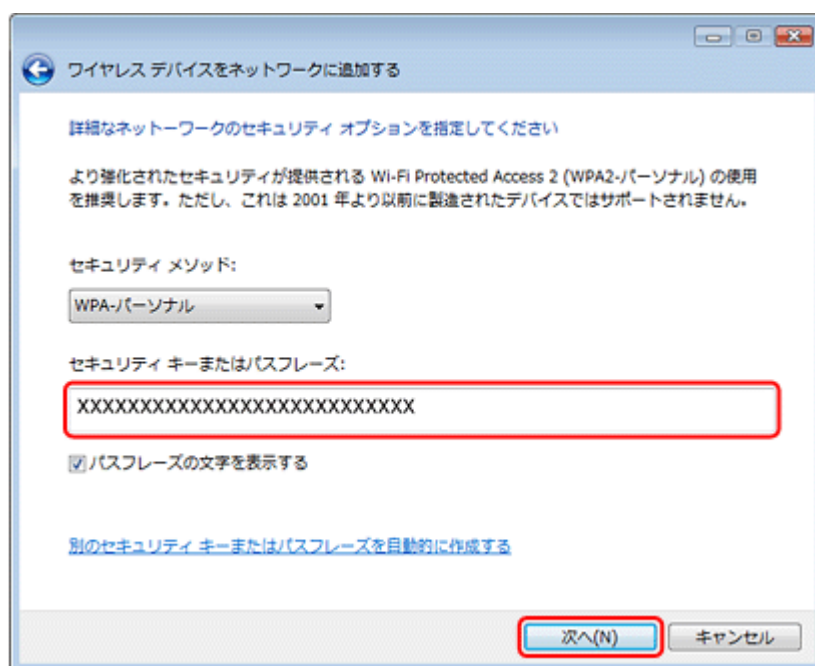 ワイヤレス デバイスをネットワークに追加する
詳細なネットーワークのセキュリティ オプションを指定してください
より強化されたセキュリティが提供される Wi-Fi Protected Access 2 (WPA2-パーソナル) の使用
を推奨します。ただし、これは 2001 年より以前に製造されたデバイスではサポートされません。
セキュリティ メソッド:
WPA-パーソナル
セキュリティ キーまたはパスフレーズ:
XXXXXXXXXXXXXXXXXXXXXXXXXXX
パスフレーズの文字を表示する
別のセキュリティ キーまたはパスフレーズを自動的に作成する
次へ(N) キャンセル